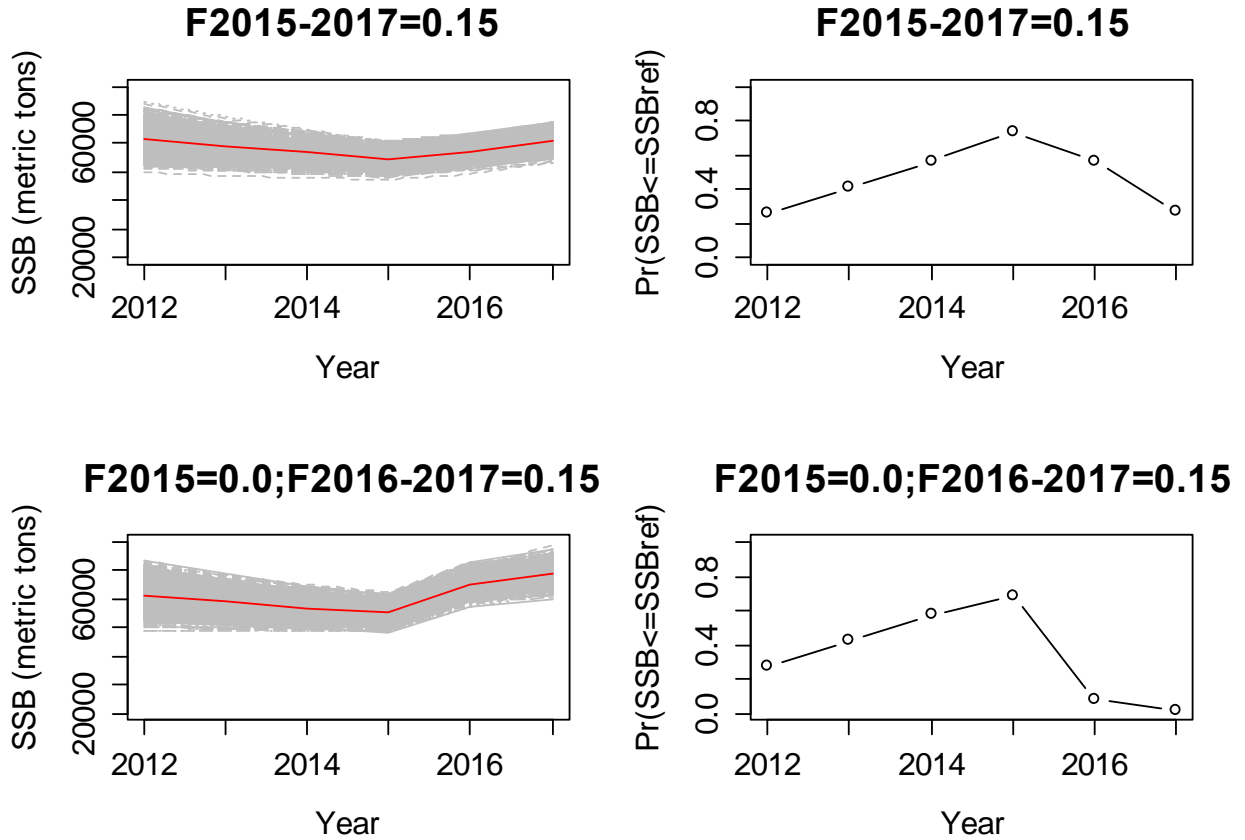 F2015-2017=0.15
SSB (metric tons)
20000
60000
2012
2014
2016
Year
F2015-2017=0.15
Pr(SSB<=SSBref)
0.0
0.4
0.8
2012
2014
2016
Year
F2015=0.0;F2016-2017=0.15
SSB (metric tons)
20000
60000
2012
2014
2016
Year
F2015=0.0;F2016-2017=0.15
Pr(SSB<=SSBref)
0.0
0.4
0.8
2012
2014
2016
Year